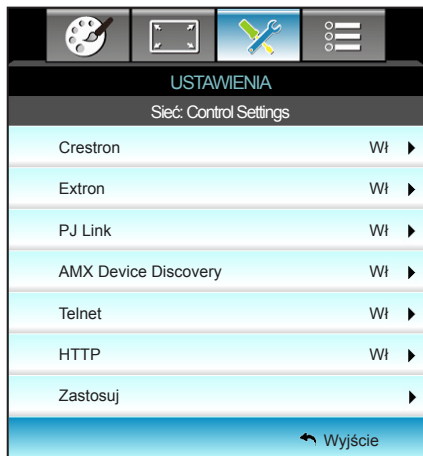 USTAWIENIA
Sieć: Control Settings
Crestron Wł
Extron Wł
PJ Link Wł
AMX Device Discovery Wł
Telnet Wł
HTTP Wł
Zastosuj
Wyjście